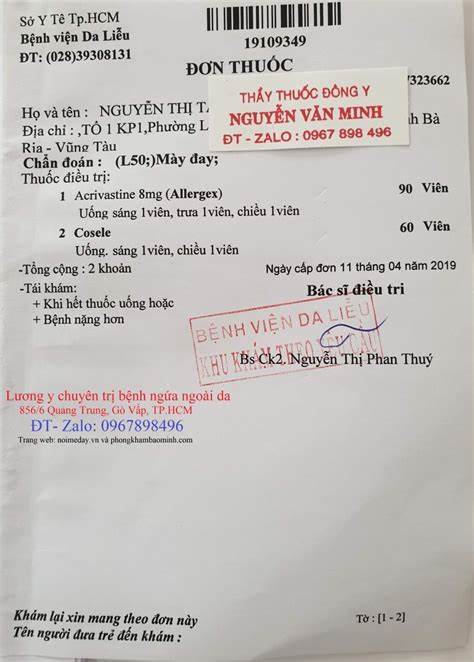 Sở Y Tế Tp.HCM
Bệnh viện Da Liễu
ĐT: (028)39308131
19109349
ĐƠN THUỐC
7323662
THẦY THUỐC ĐÔNG Y
NGUYỄN VĂN MINH
ĐT - ZALO : 0967 898 496
Họ và tên : NGUYỄN THỊ
Địa chỉ : ,TỔ 1 KP1,Phường Bà
Rịa - Vũng Tàu
Chẩn đoán : (L50;)Mày đay;
Thuốc điều trị:
1 Acrivastine 8mg (Allergex) 90 Viên
Uống sáng 1viên, trưa 1viên, chiều 1viên
2 Cosele 60 Viên
Uống. sáng 1viên, chiều 1viên
-Tổng cộng : 2 khoản
Ngày cấp đơn 11 tháng 04 năm 2019
-Tái khám:
Bác sĩ điều trị
+ Khi hết thuốc uống hoặc
+ Bệnh nặng hơn
BỆNH VIỆN DA LIỄU
KHU KHÁM THEO YÊU CẦU
Bs Ck2. Nguyễn Thị Phan Thuý
Lương y chuyên trị bệnh ngứa ngoài da
856/6 Quang Trung, Gò Vấp, TP.HCM
ĐT- Zalo: 0967898496
Trang web: noimeday.vn và phongkhambaominh.com
Khám lại xin mang theo đơn này
Tờ : [1 - 2]
Tên người đưa trẻ đến khám :